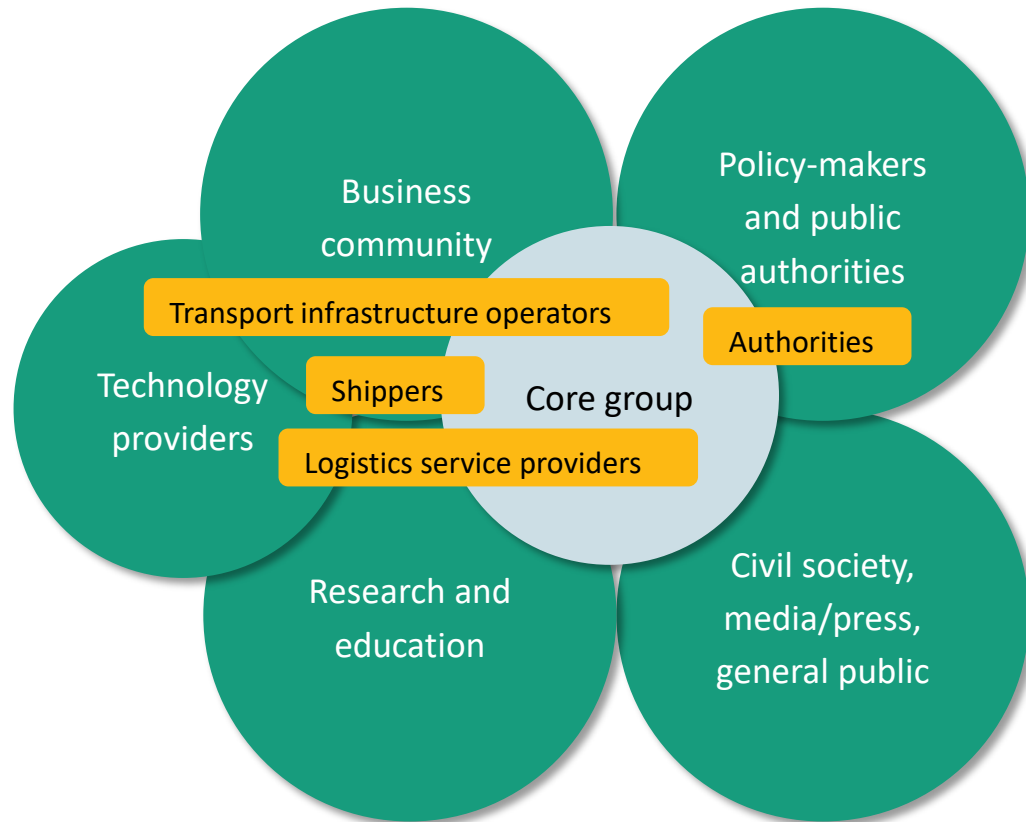 Business
community
Policy-makers
and public
authorities
Transport infrastructure operators
Authorities
Technology
providers
Shippers
Core group
Logistics service providers
Research and
education
Civil society,
media/press,
general public